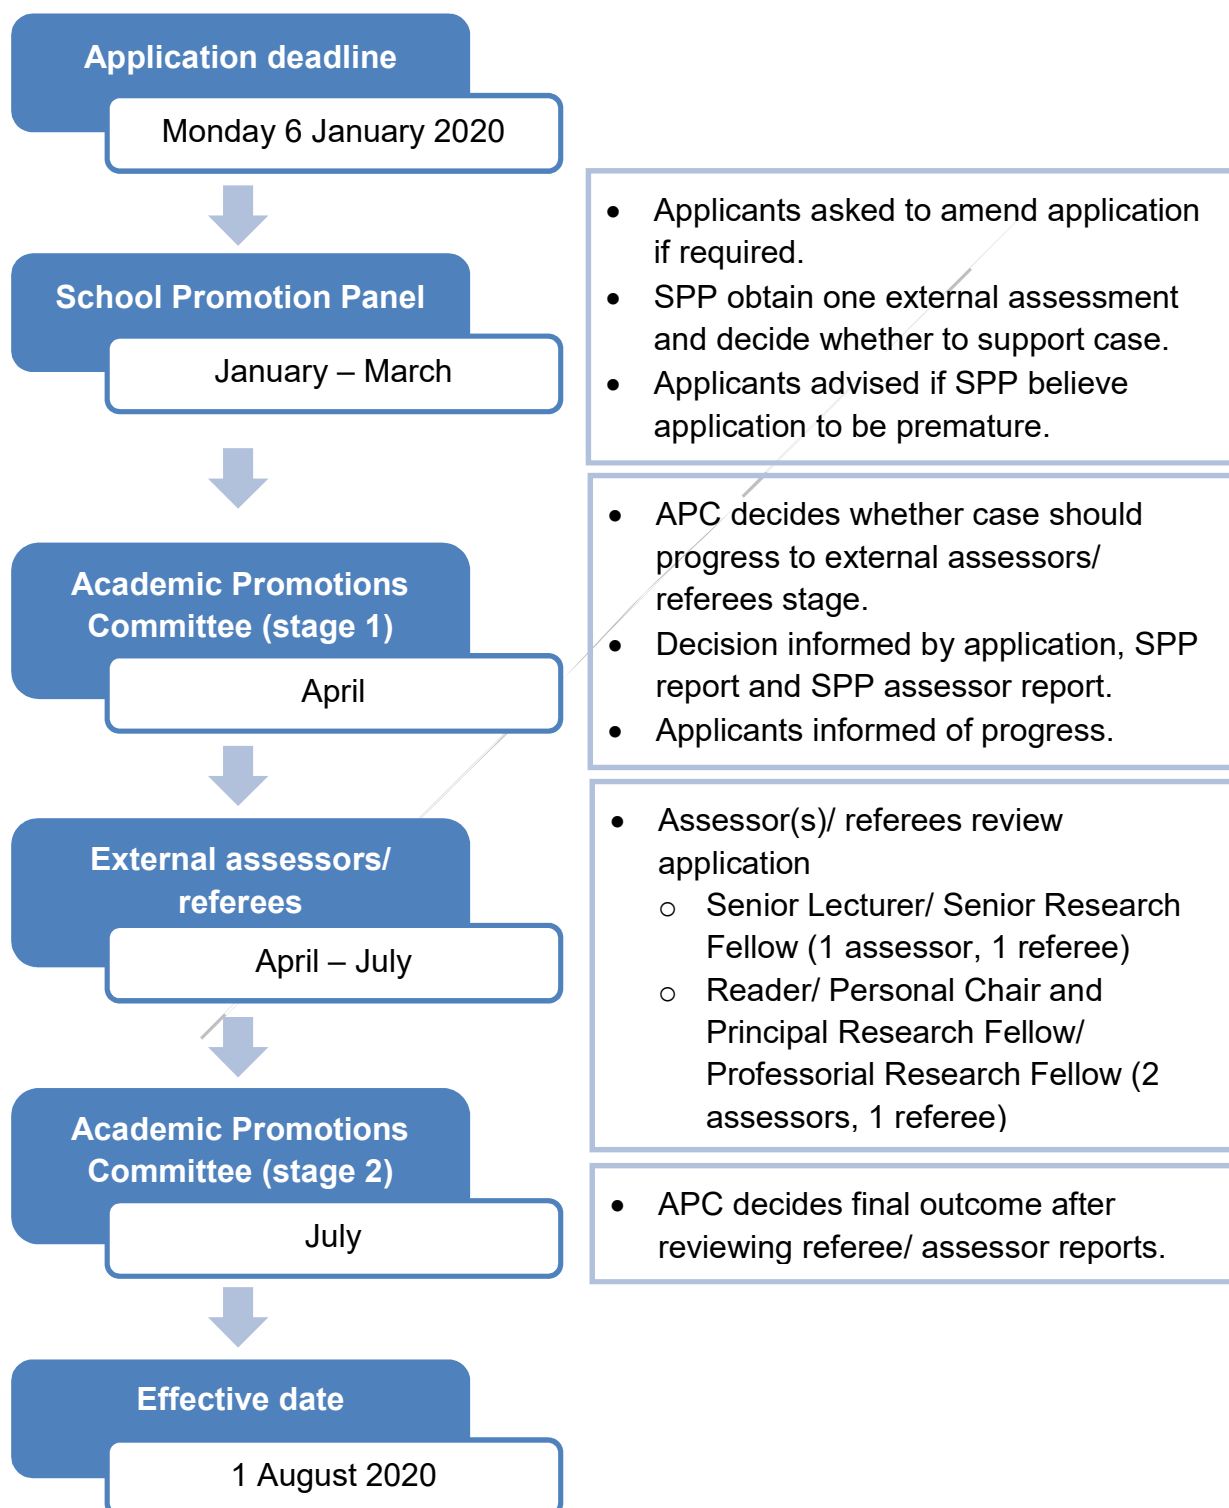 Application deadline
Monday 6 January 2020
School Promotion Panel
January – March
• Applicants asked to amend application
if required.
• SPP obtain one external assessment
and decide whether to support case.
• Applicants advised if SPP believe
application to be premature.
Academic Promotions
Committee (stage 1)
April
• APC decides whether case should
progress to external assessors/
referees stage.
• Decision informed by application, SPP
report and SPP assessor report.
• Applicants informed of progress.
External assessors/
referees
April – July
• Assessor(s)/ referees review
application
o Senior Lecturer/ Senior Research
Fellow (1 assessor, 1 referee)
o Reader/ Personal Chair and
Principal Research Fellow/
Professorial Research Fellow (2
assessors, 1 referee)
Academic Promotions
Committee (stage 2)
July
• APC decides final outcome after
reviewing referee/ assessor reports.
Effective date
1 August 2020